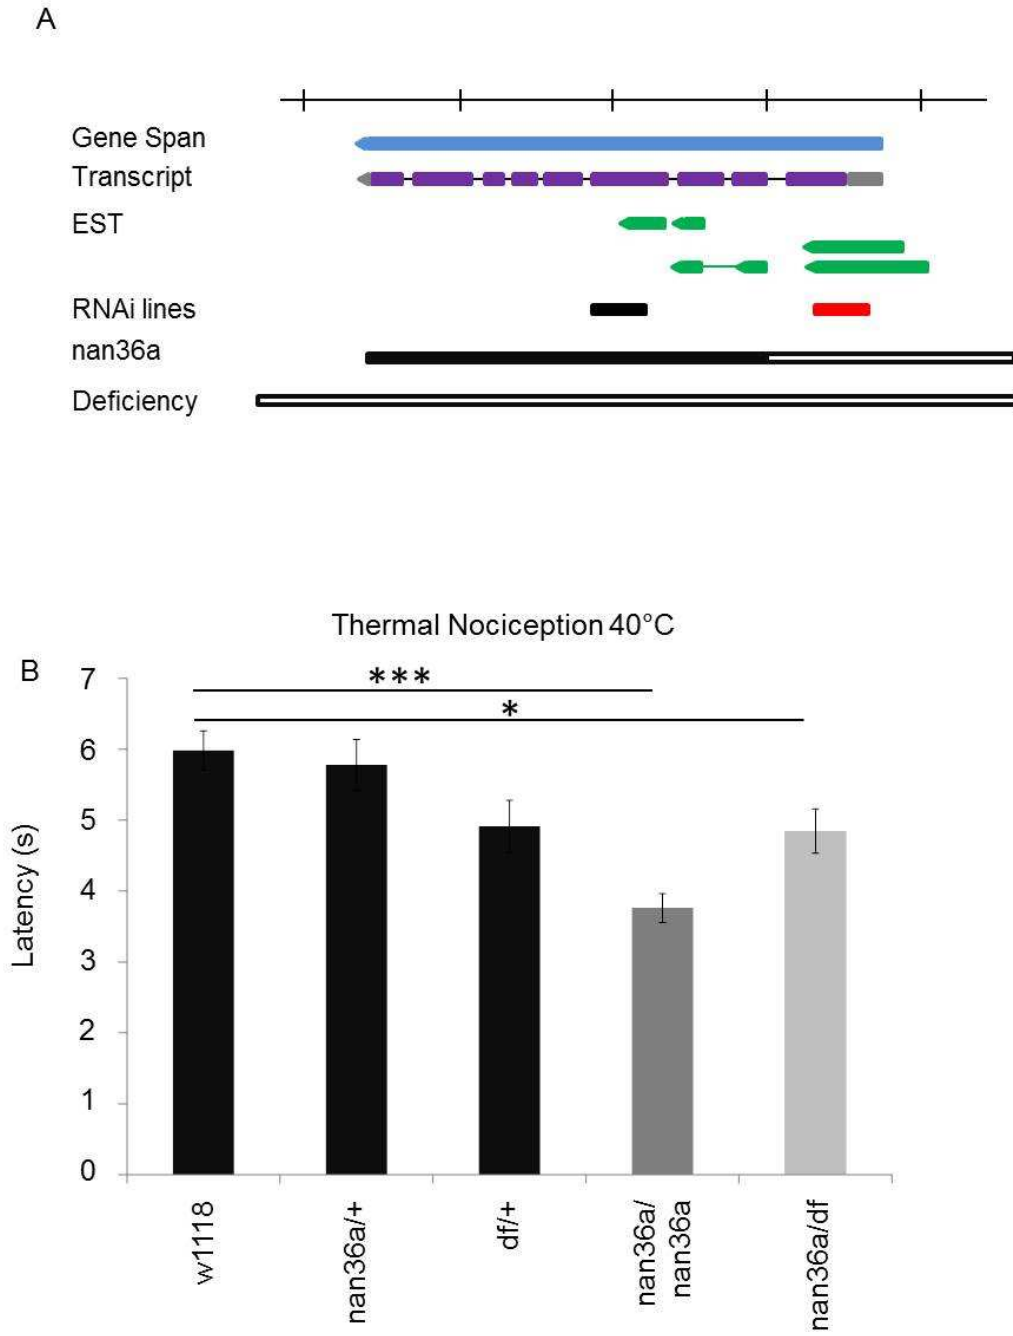 A
Gene Span
Transcript
EST
RNAi lines
nan36a
Deficiency
Thermal Nociception 40°C
B
***
*
7
6
5
4
3
2
1
0
Latency (s)
w1118
nan36a/+
df/+
nan36a/
nan36a
nan36a/df